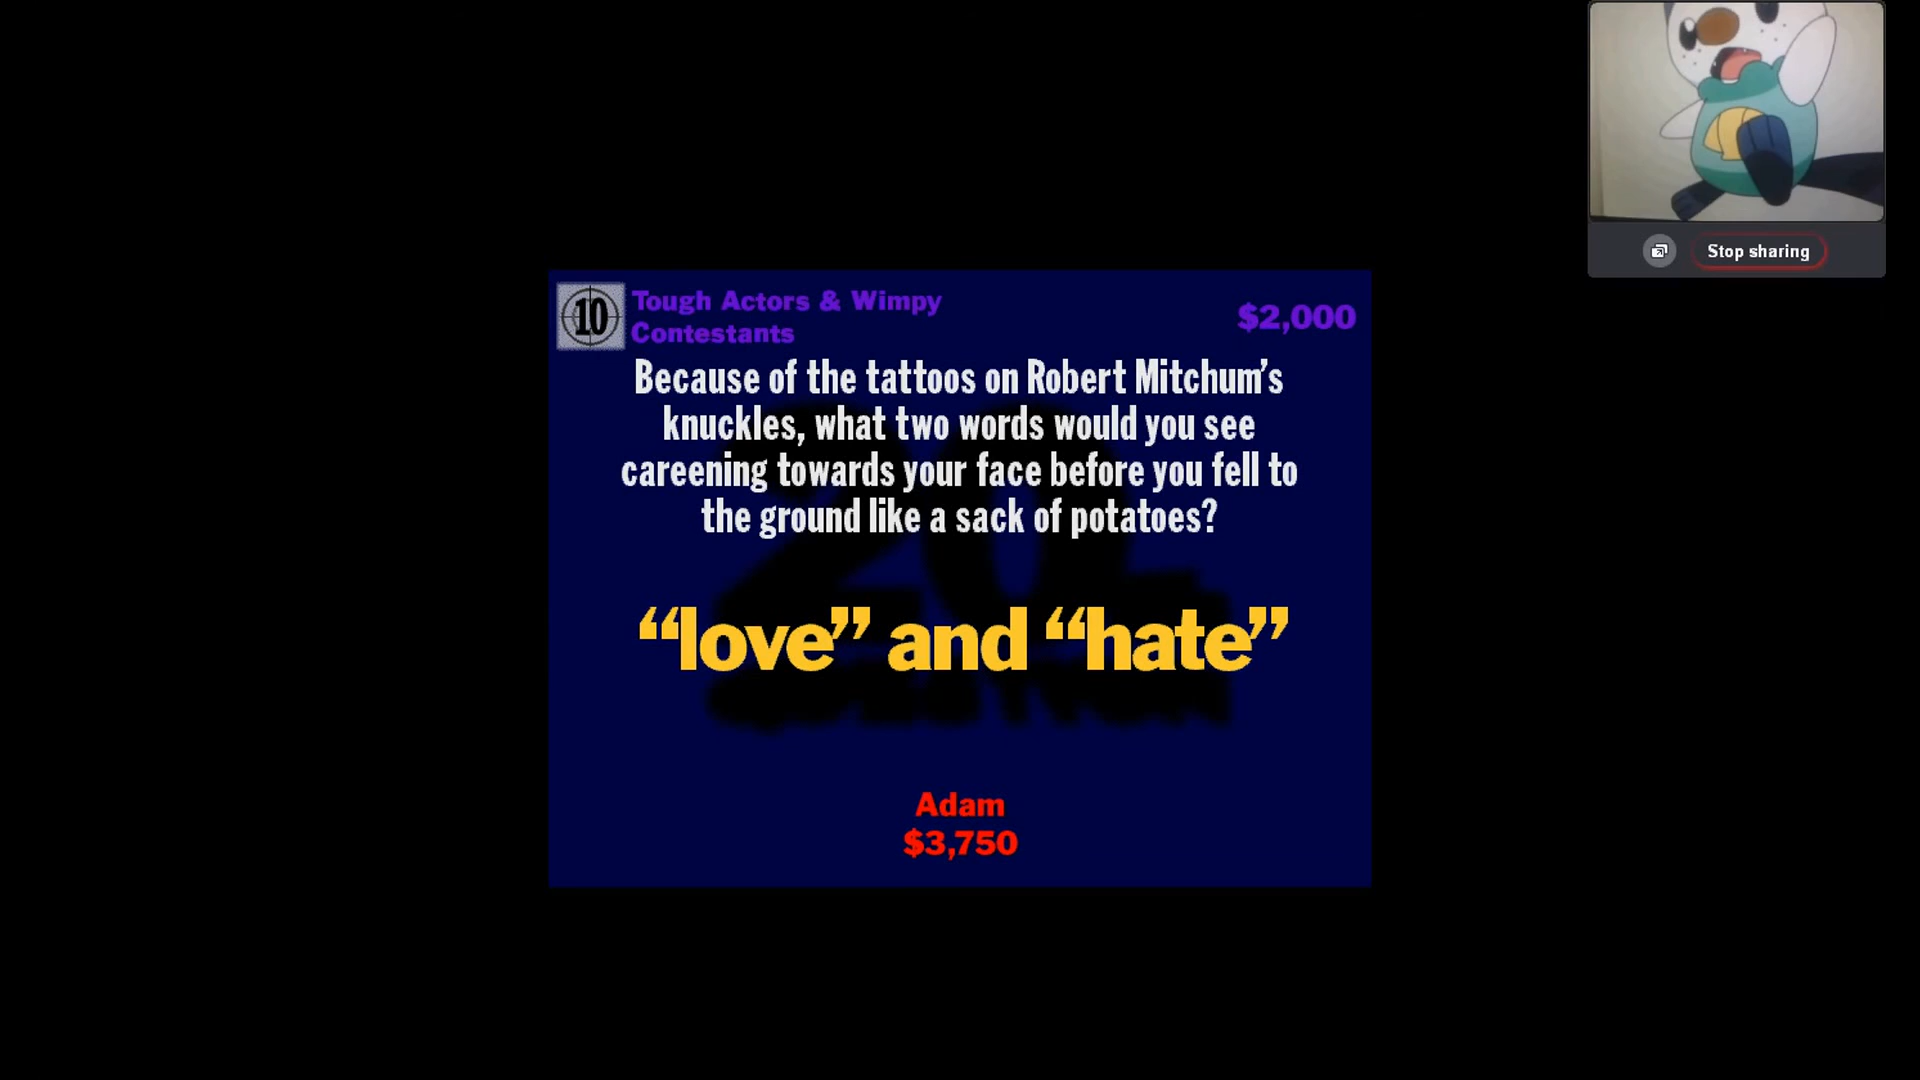 10
Tough Actors & Wimpy
Contestants
$2,000
Because of the tattoos on Robert Mitchum's
knuckles, what two words would you see
careening towards your face before you fell to
the ground like a sack of potatoes?
“love” and “hate”
Adam
$3,750
Stop sharing